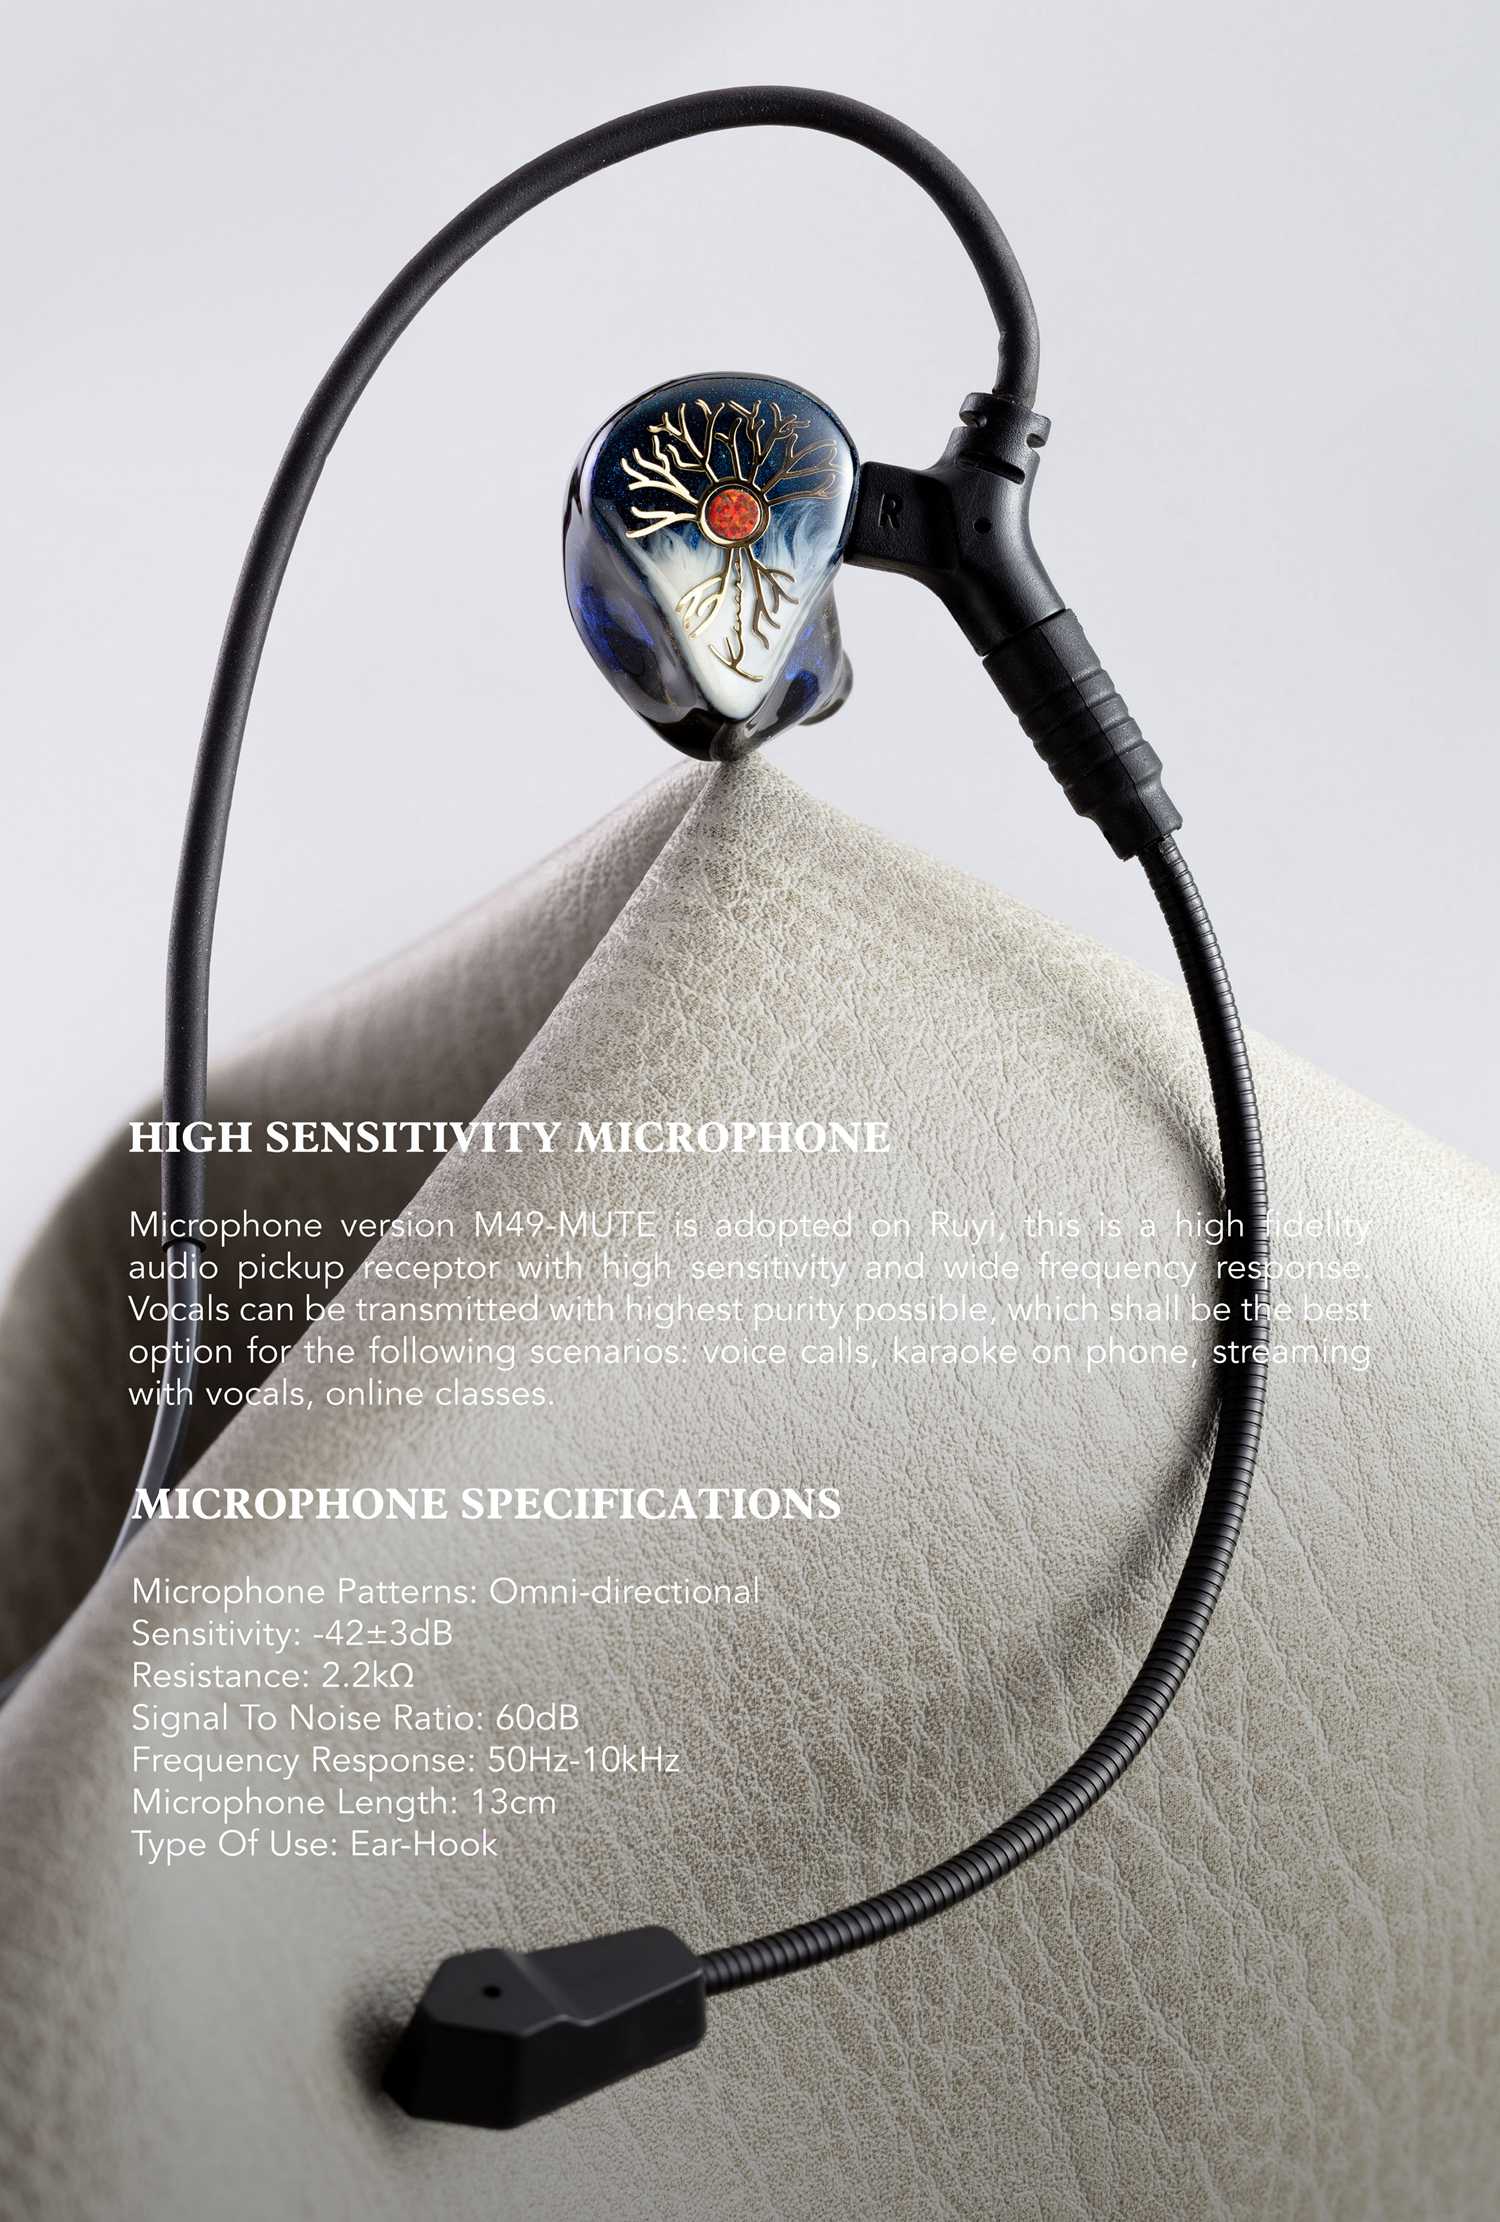 R
Kinera
HIGH SENSITIVITY MICROPHONE
Microphone version M49-MUTE is adopted on Ruyi, this is a high fidelity
audio pickup receptor with high sensitivity and wide frequency response.
Vocals can be transmitted with highest purity possible, which shall be the best
option for the following scenarios: voice calls, karaoke on phone, streaming
with vocals, online classes.
MICROPHONE SPECIFICATIONS
Microphone Patterns: Omni-directional
Sensitivity: -42±3dB
Resistance: 2.2kΩ
Signal To Noise Ratio: 60dB
Frequency Response: 50Hz-10kHz
Microphone Length: 13cm
Type Of Use: Ear-Hook